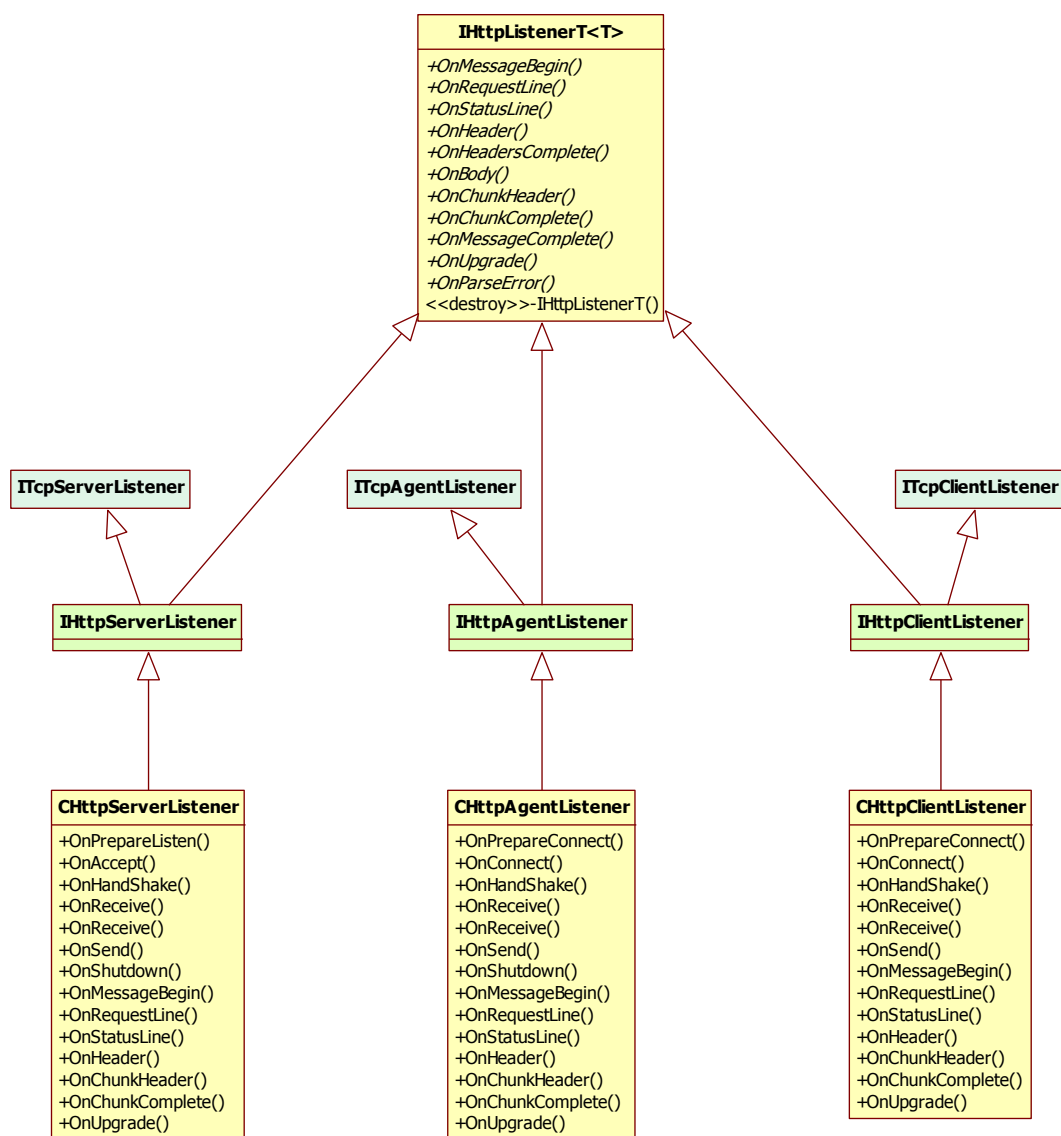 IHttpListenerT<T>
+OnMessageBegin()
+OnRequestLine()
+OnStatusLine()
+OnHeader()
+OnHeadersComplete()
+OnBody()
+OnChunkHeader()
+OnChunkComplete()
+OnMessageComplete()
+OnUpgrade()
+OnParseError()
<<destroy>>-IHttpListenerT()
ITcpServerListener
ITcpAgentListener
ITcpClientListener
IHttpServerListener
IHttpAgentListener
IHttpClientListener
CHttpServerListener
+OnPrepareListen()
+OnAccept()
+OnHandShake()
+OnReceive()
+OnReceive()
+OnSend()
+OnShutdown()
+OnMessageBegin()
+OnRequestLine()
+OnStatusLine()
+OnHeader()
+OnChunkHeader()
+OnChunkComplete()
+OnUpgrade()
CHttpAgentListener
+OnPrepareConnect()
+OnConnect()
+OnHandShake()
+OnReceive()
+OnReceive()
+OnSend()
+OnShutdown()
+OnMessageBegin()
+OnRequestLine()
+OnStatusLine()
+OnHeader()
+OnChunkHeader()
+OnChunkComplete()
+OnUpgrade()
CHttpClientListener
+OnPrepareConnect()
+OnConnect()
+OnHandShake()
+OnReceive()
+OnReceive()
+OnSend()
+OnMessageBegin()
+OnRequestLine()
+OnStatusLine()
+OnHeader()
+OnChunkHeader()
+OnChunkComplete()
+OnUpgrade()